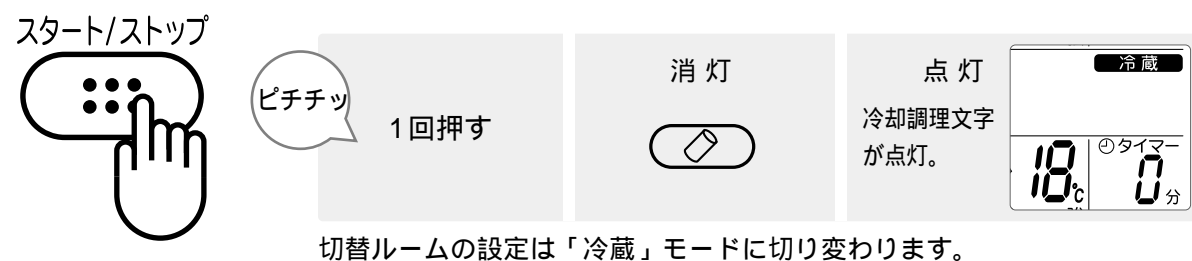 スタート/ストップ
ピチチッ
1回押す
消灯
点灯
冷却調理文字
が点灯。
冷蔵
18℃
タイマー
0分
切替ルームの設定は「冷蔵」モードに切り変わります。